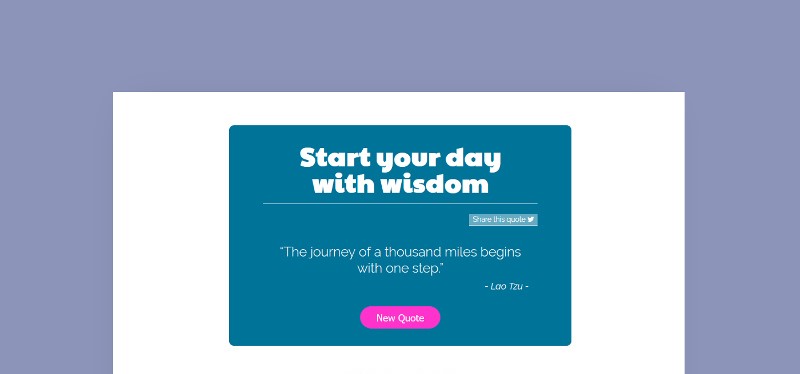 Start your day
with wisdom
Share this quote
“The journey of a thousand miles begins
with one step.”
- Lao Tzu -
New Quote